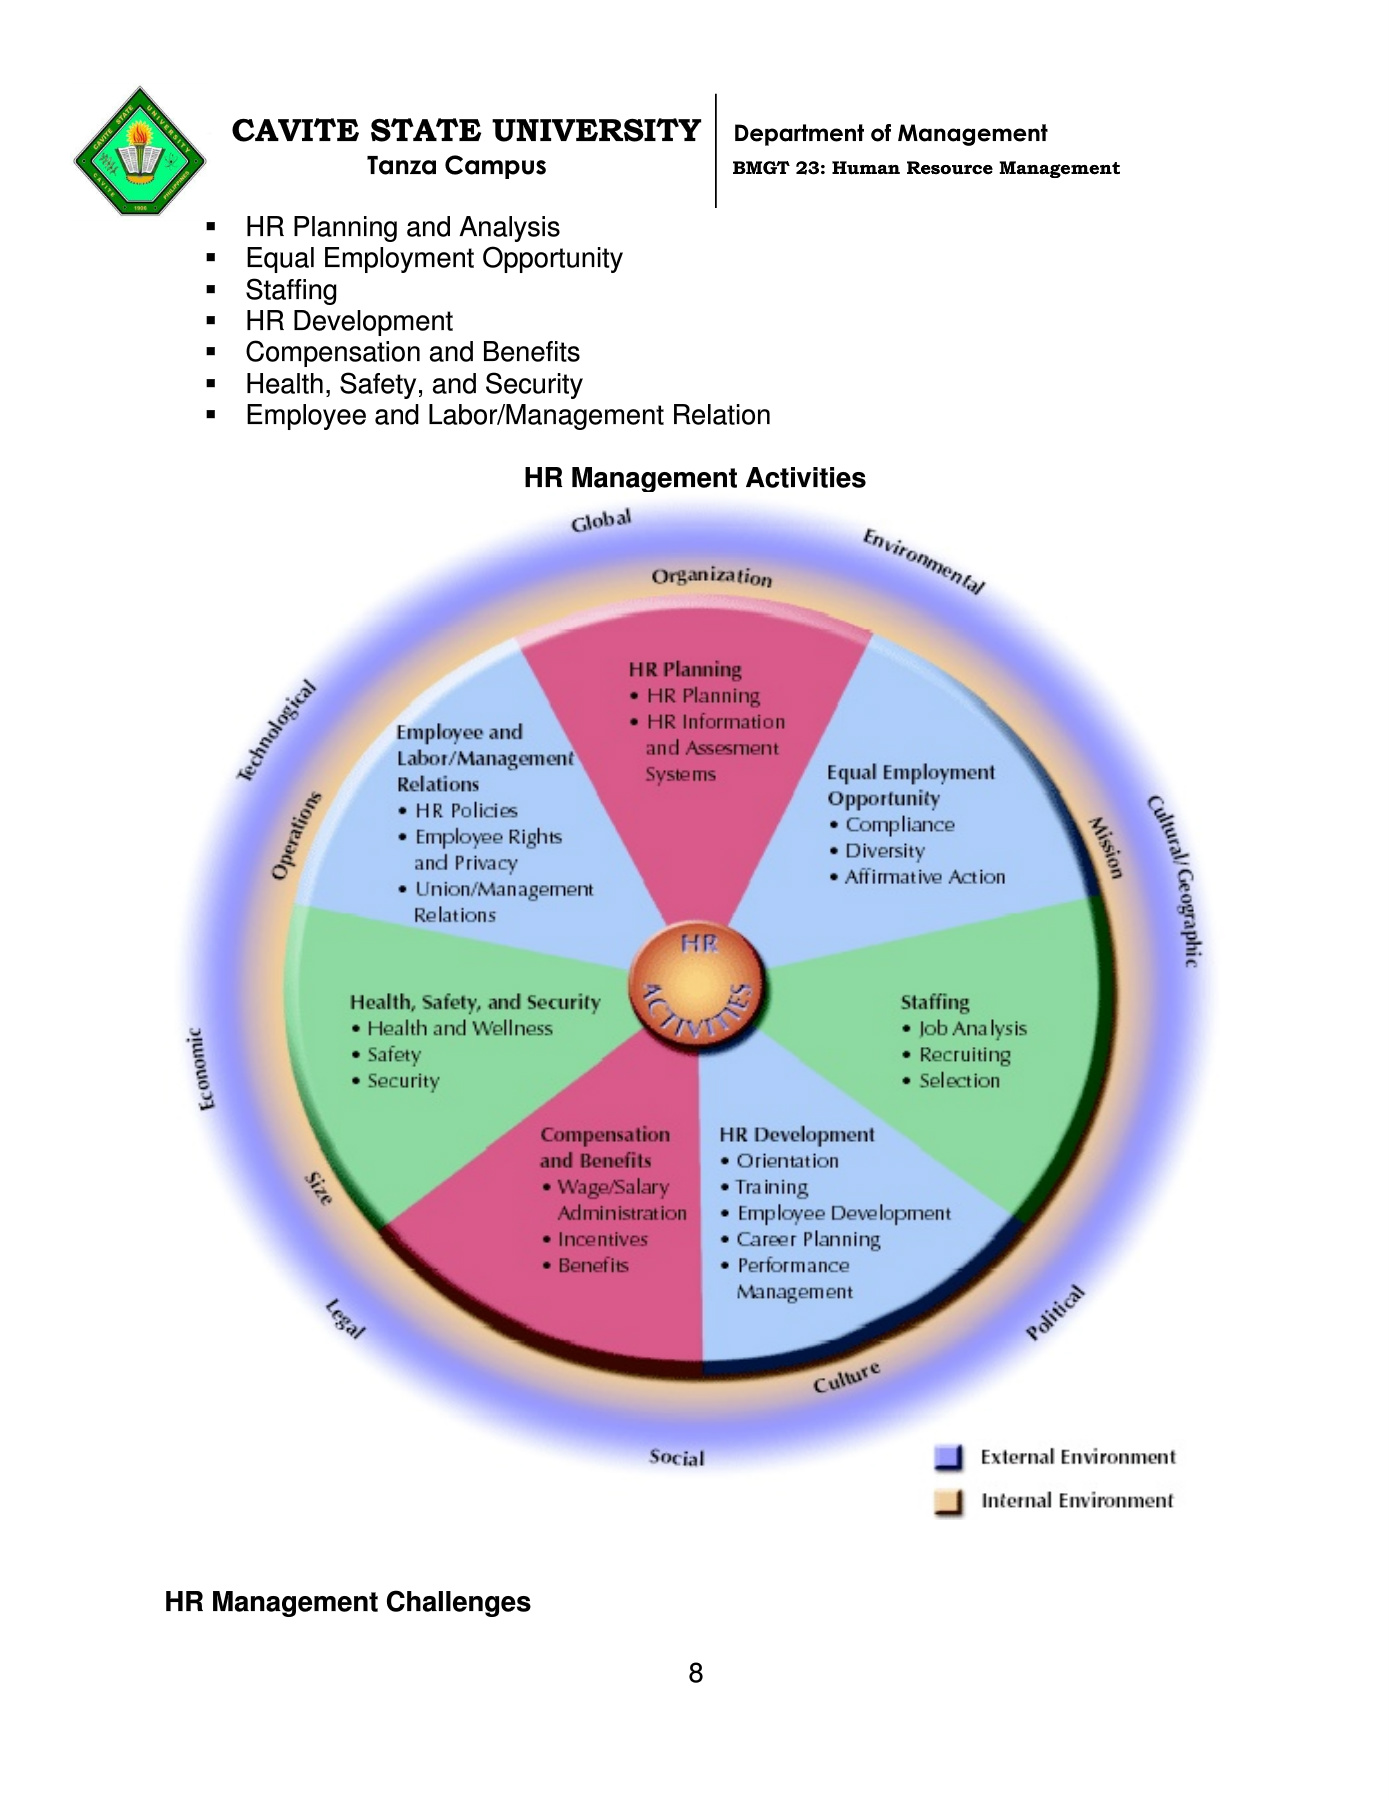 CAVITE STATE UNIVERSITY
Tanza Campus
Department of Management
BMGT 23: Human Resource Management
CAVITE STATE UNIVERSITY
CAVITE
PHILIPPINES
1906
▪ HR Planning and Analysis
▪ Equal Employment Opportunity
▪ Staffing
▪ HR Development
▪ Compensation and Benefits
▪ Health, Safety, and Security
▪ Employee and Labor/Management Relation
HR Management Activities
Global
Environmental
Organization
Technological
Operations
Mission
Cultural/Geographic
Economic
Size
Legal
Political
Culture
Social
HR Planning
• HR Planning
• HR Information
and Assesment
Systems
Employee and
Labor/Management
Relations
• HR Policies
• Employee Rights
and Privacy
• Union/Management
Relations
Equal Employment
Opportunity
• Compliance
• Diversity
• Affirmative Action
HR
ACTIVITIES
Health, Safety, and Security
• Health and Wellness
• Safety
• Security
Staffing
• Job Analysis
• Recruiting
• Selection
Compensation
and Benefits
• Wage/Salary
Administration
• Incentives
• Benefits
HR Development
• Orientation
• Training
• Employee Development
• Career Planning
• Performance
Management
External Environment
Internal Environment
HR Management Challenges
8